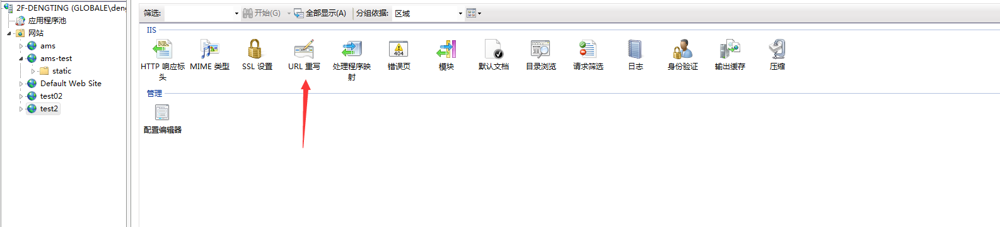 2F-DENGTING (GLOBALE\deng
应用程序池
网站
ams
ams-test
static
Default Web Site
test02
test2
筛选: 开始(G) 全部显示(A) 分组依据: 区域
IIS
HTTP 响应标头 MIME 类型 SSL 设置 URL 重写 处理程序映射 404 错误页 模块 默认文档 目录浏览 请求筛选 日志 身份验证 输出缓存 压缩
管理
配置编辑器